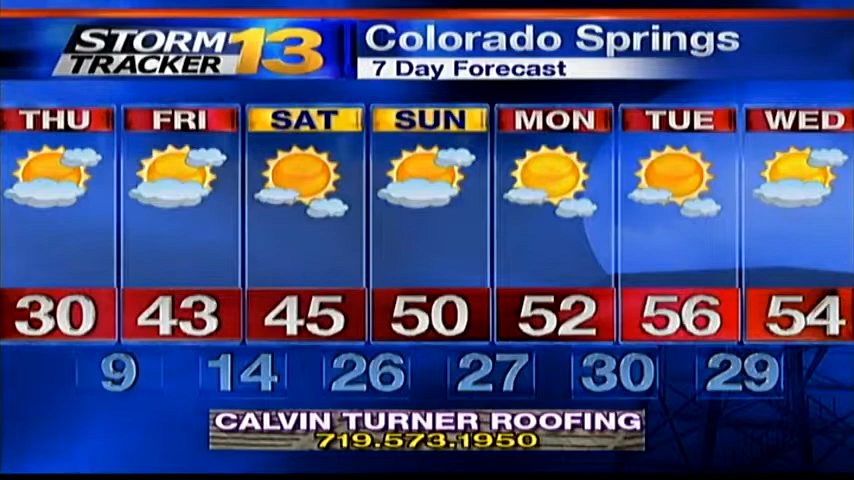 STORM
TRACKER 13
Colorado Springs
7 Day Forecast
THU FRI SAT SUN MON TUE WED
30 43 45 50 52 56 54
9 14 26 27 30 29
CALVIN TURNER ROOFING
719.573.1950